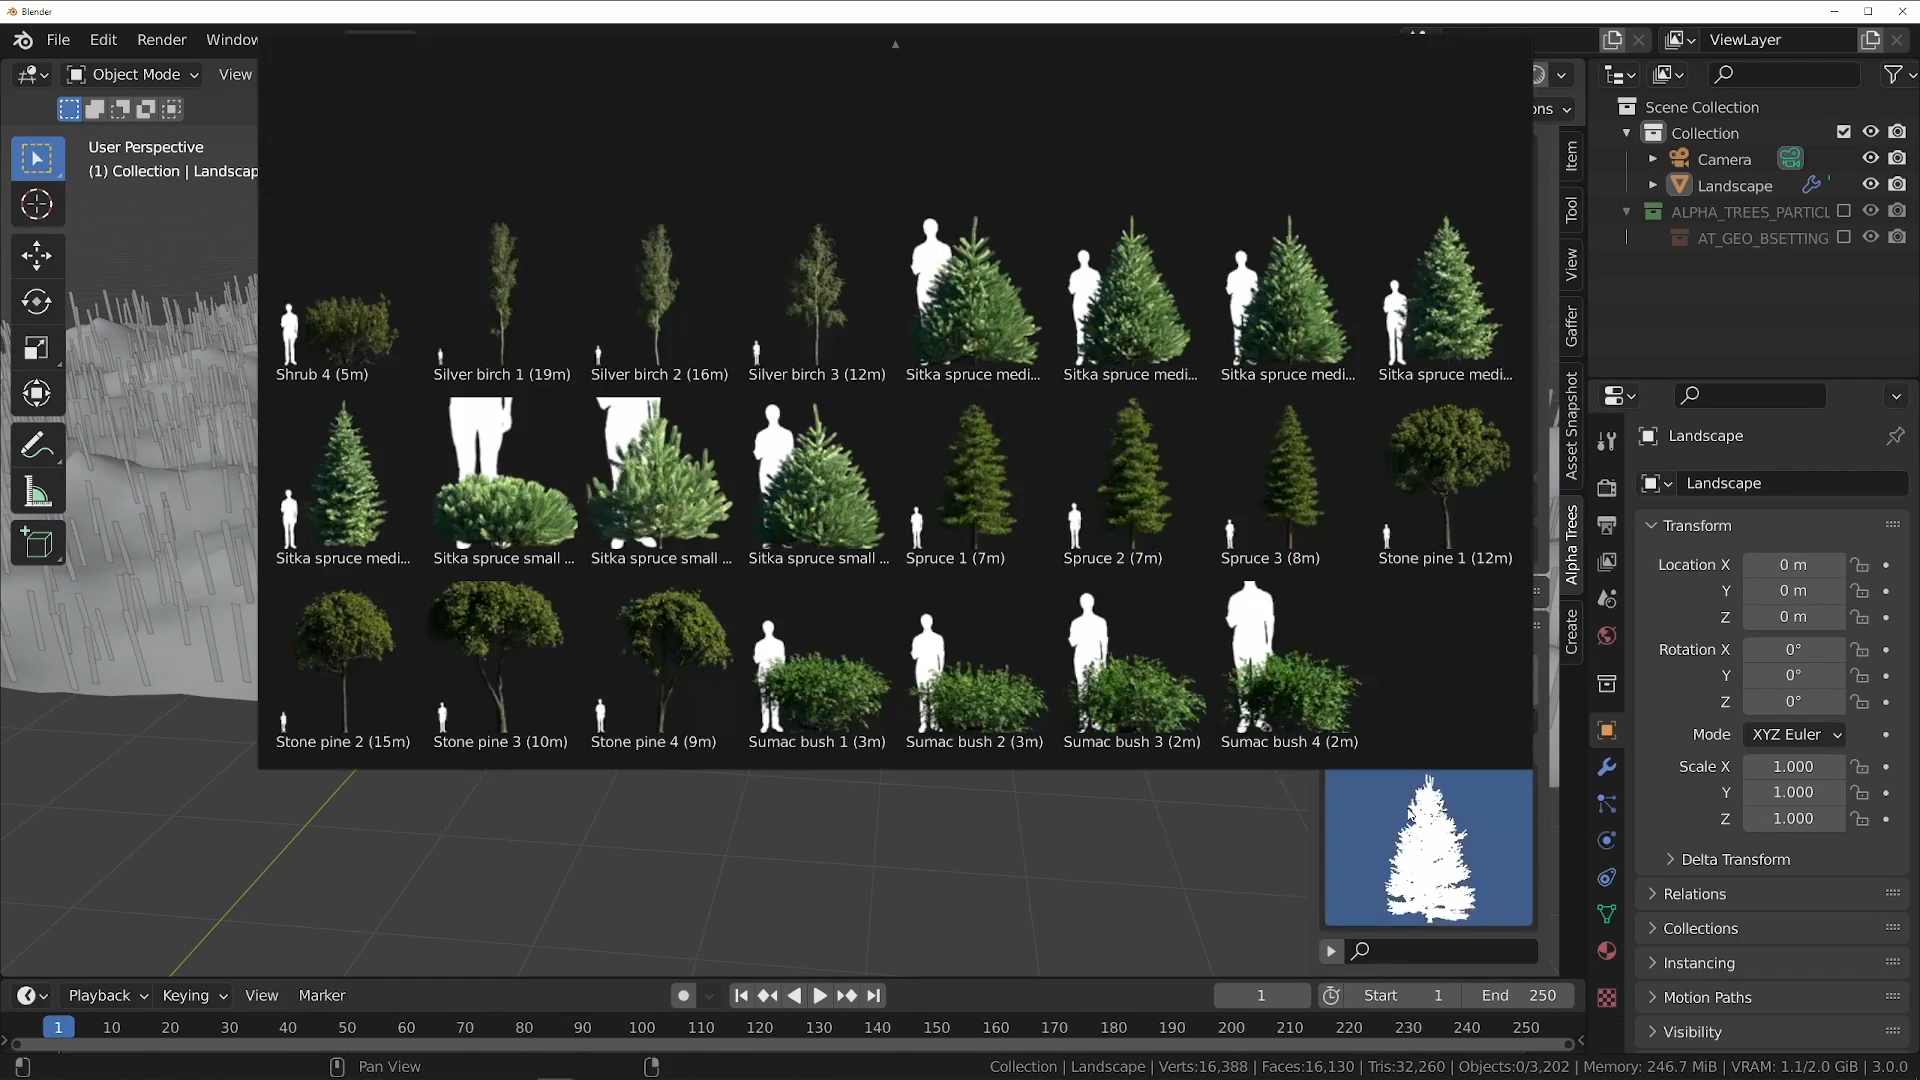 Blender
File Edit Render Window
ViewLayer
Object Mode View
User Perspective
(1) Collection | Landscap
ons
Scene Collection
Collection
Camera
Landscape
ALPHA_TREES_PARTICL
AT_GEO_BSETTING
Item
Tool
View
Gaffer
Asset Snapshot
Alpha Trees
Create
Shrub 4 (5m)
Silver birch 1 (19m)
Silver birch 2 (16m)
Silver birch 3 (12m)
Sitka spruce medi...
Sitka spruce medi...
Sitka spruce medi...
Sitka spruce medi...
Sitka spruce medi...
Sitka spruce small ...
Sitka spruce small ...
Sitka spruce small ...
Spruce 1 (7m)
Spruce 2 (7m)
Spruce 3 (8m)
Stone pine 1 (12m)
Stone pine 2 (15m)
Stone pine 3 (10m)
Stone pine 4 (9m)
Sumac bush 1 (3m)
Sumac bush 2 (3m)
Sumac bush 3 (2m)
Sumac bush 4 (2m)
Landscape
Landscape
Transform
Location X 0 m
Y 0 m
Z 0 m
Rotation X 0°
Y 0°
Z 0°
Mode XYZ Euler
Scale X 1.000
Y 1.000
Z 1.000
Delta Transform
Relations
Collections
Instancing
Motion Paths
Visibility
Playback Keying View Marker
1 Start 1 End 250
1 10 20 30 40 50 60 70 80 90 100 110 120 130 140 150 160 170 180 190 200 210 220 230 240 250
Pan View
Collection | Landscape | Verts:16,388 | Faces:16,130 | Tris:32,260 | Objects:0/3,202 | Memory: 246.7 MiB | VRAM: 1.1/2.0 GiB | 3.0.0